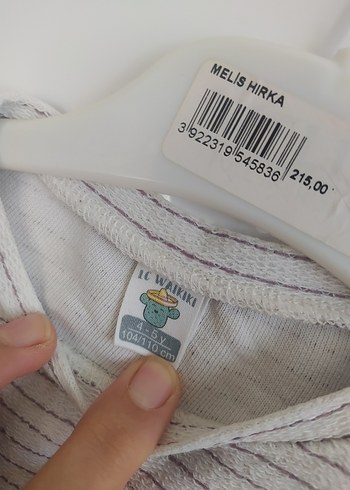 MELİS HIRKA
3 922319 545836
215,00
LC WAIKIKI
4 - 5 y
104/110 cm